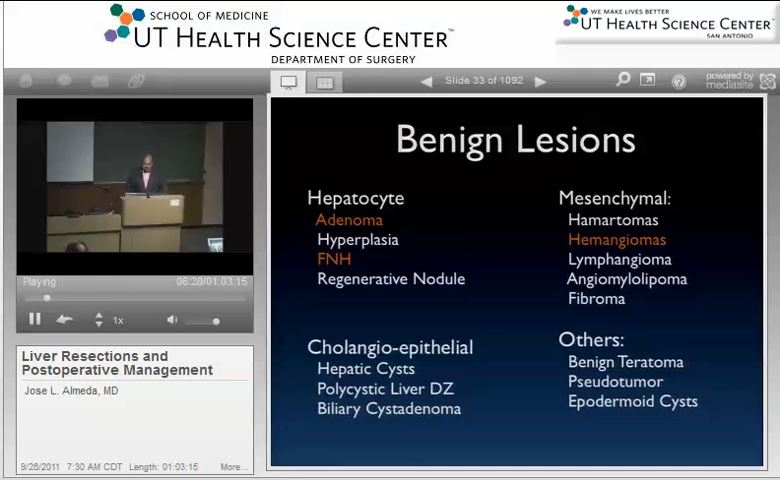 SCHOOL OF MEDICINE
UT HEALTH SCIENCE CENTER™
DEPARTMENT OF SURGERY
WE MAKE LIVES BETTER
UT HEALTH SCIENCE CENTER
SAN ANTONIO
Slide 33 of 1092
powered by
mediasite
Benign Lesions
Hepatocyte
Adenoma
Hyperplasia
FNH
Regenerative Nodule
Mesenchymal:
Hamartomas
Hemangiomas
Lymphangioma
Angiomylolipoma
Fibroma
Cholangio-epithelial
Hepatic Cysts
Polycystic Liver DZ
Biliary Cystadenoma
Others:
Benign Teratoma
Pseudotumor
Epodermoid Cysts
Playing
06:20/01:03:15
1x
Liver Resections and
Postoperative Management
Jose L. Almeda, MD
9/26/2011 7:30 AM CDT Length: 01:03:15 More...